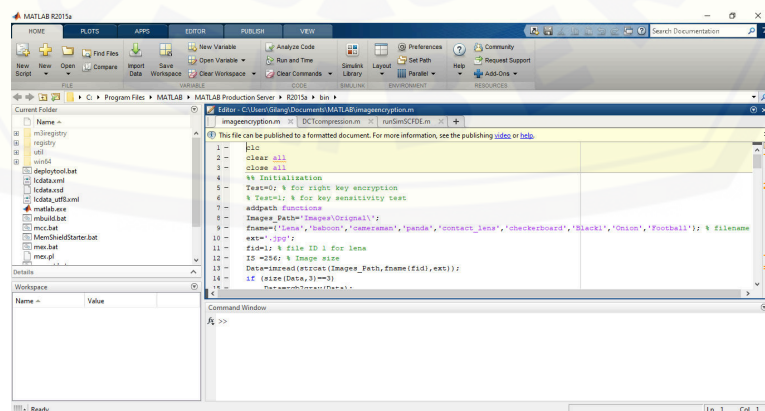 MATLAB R2015a
HOME PLOTS APPS EDITOR PUBLISH VIEW Search Documentation
New Script New Open Find Files Compare Import Data Save Workspace New Variable Open Variable Clear Workspace Analyze Code Run and Time Clear Commands Simulink Library Layout Preferences Set Path Parallel Help Community Request Support Add-Ons
FILE VARIABLE CODE SIMULINK ENVIRONMENT RESOURCES
C: Program Files MATLAB MATLAB Production Server R2015a bin
Current Folder
Name
m3iregistry
registry
util
win64
deploytool.bat
lcdata.xml
lcdata.xsd
lcdata_utf8.xml
matlab.exe
mbuild.bat
mcc.bat
MemShieldStarter.bat
mex.bat
mex.pl
Details
Workspace
Name Value
Editor - C:\Users\Gilang\Documents\MATLAB\imageencryption.m
imageencryption.m DCTcompression.m runSimSCFDE.m
This file can be published to a formatted document. For more information, see the publishing video or help.
1 - clc
2 - clear all
3 - close all
4 %% Initialization
5 - Test=0; % for right key encryption
6 % Test=1; % for key sensitivity test
7 - addpath functions
8 - Images_Path='Images\Orignal\';
9 - fname={'Lena','baboon','cameraman','panda','contact_lens','checkerboard','Black1','Onion','Football'}; % filename
10 - ext='.jpg';
11 - fid=1; % file ID 1 for lena
12 - IS =256; % Image size
13 - Data=imread(strcat(Images_Path,fname{fid},ext));
14 - if (size(Data,3)==3)
15 - Data=rgb2gray(Data);
Command Window
fx >>
Ready Ln 1 Col 1